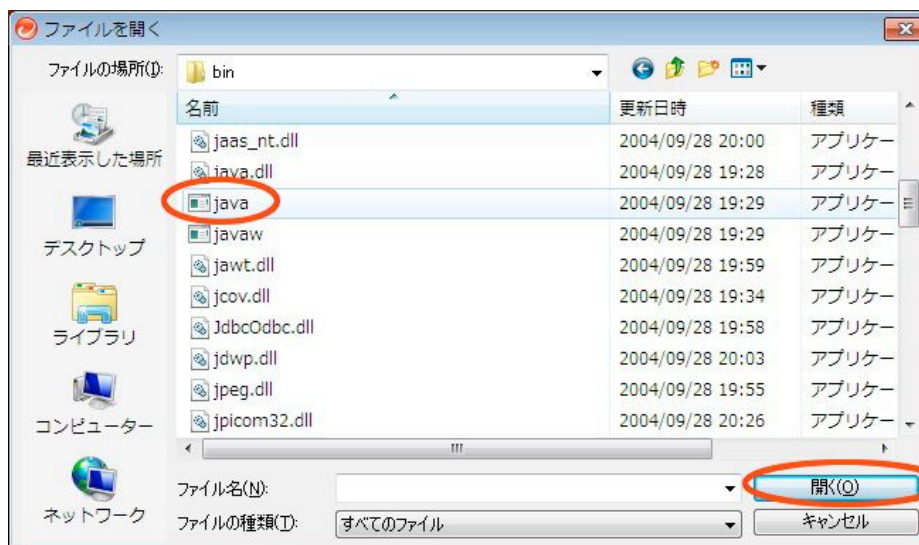 ファイルを開く
ファイルの場所(I): bin
名前 更新日時 種類
jaas_nt.dll 2004/09/28 20:00 アプリケー
java.dll 2004/09/28 19:28 アプリケー
java 2004/09/28 19:29 アプリケー
javaw 2004/09/28 19:29 アプリケー
jawt.dll 2004/09/28 19:59 アプリケー
jcov.dll 2004/09/28 19:34 アプリケー
JdbcOdbc.dll 2004/09/28 19:58 アプリケー
jdwp.dll 2004/09/28 20:03 アプリケー
jpeg.dll 2004/09/28 19:55 アプリケー
jpicom32.dll 2004/09/28 20:26 アプリケー
最近表示した場所
デスクトップ
ライブラリ
コンピューター
ネットワーク
ファイル名(N): 開く(O)
ファイルの種類(T): すべてのファイル キャンセル